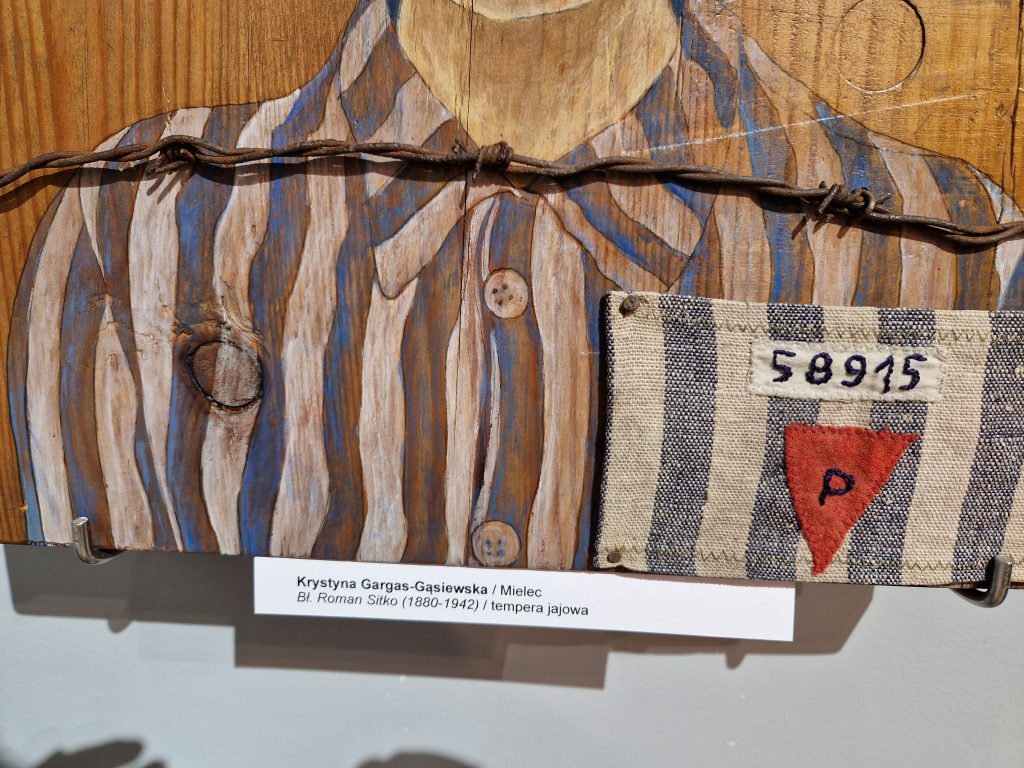 58915
P
Krystyna Gargas-Gąsiewska / Mielec
Bł. Roman Sitko (1880-1942) / tempera jajowa